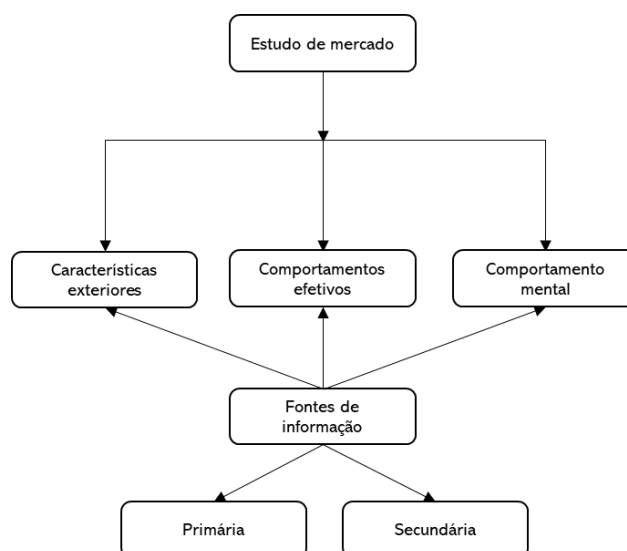 Estudo de mercado
Características
exteriores
Comportamentos
efetivos
Comportamento
mental
Fontes de
informação
Primária
Secundária